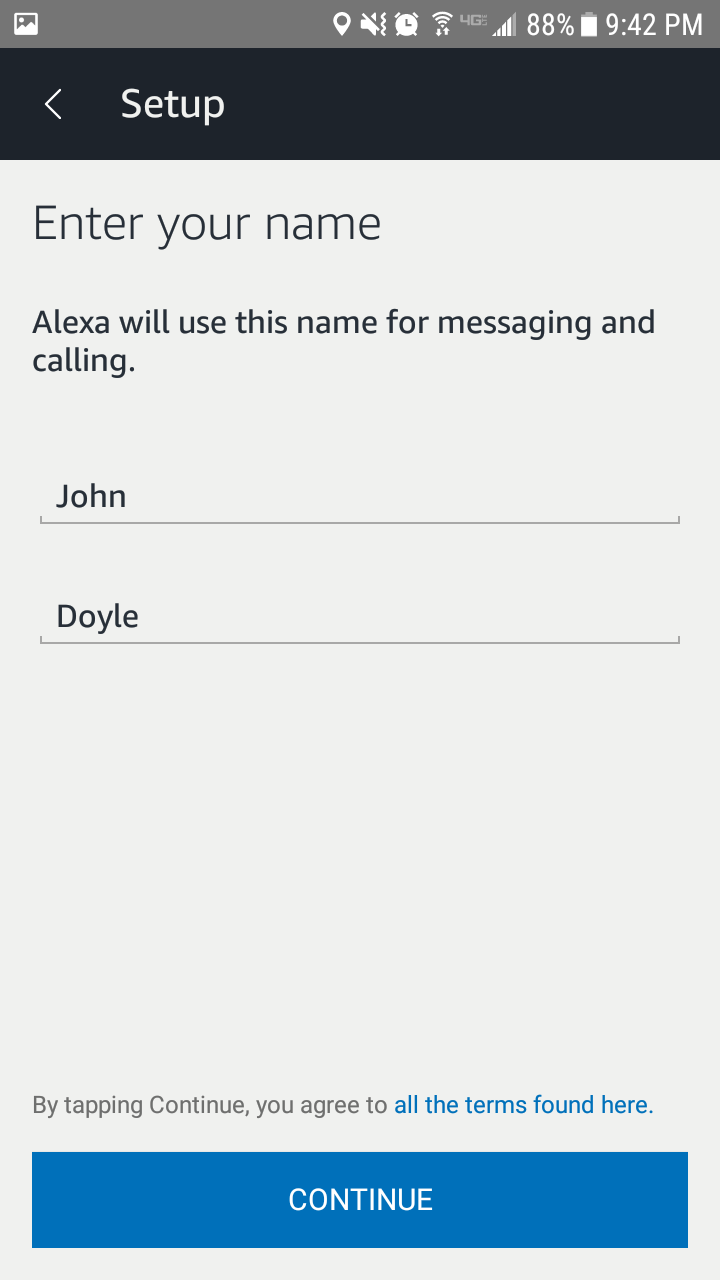 4G 88% 9:42 PM
Setup
Enter your name
Alexa will use this name for messaging and
calling.
John
Doyle
By tapping Continue, you agree to all the terms found here.
CONTINUE